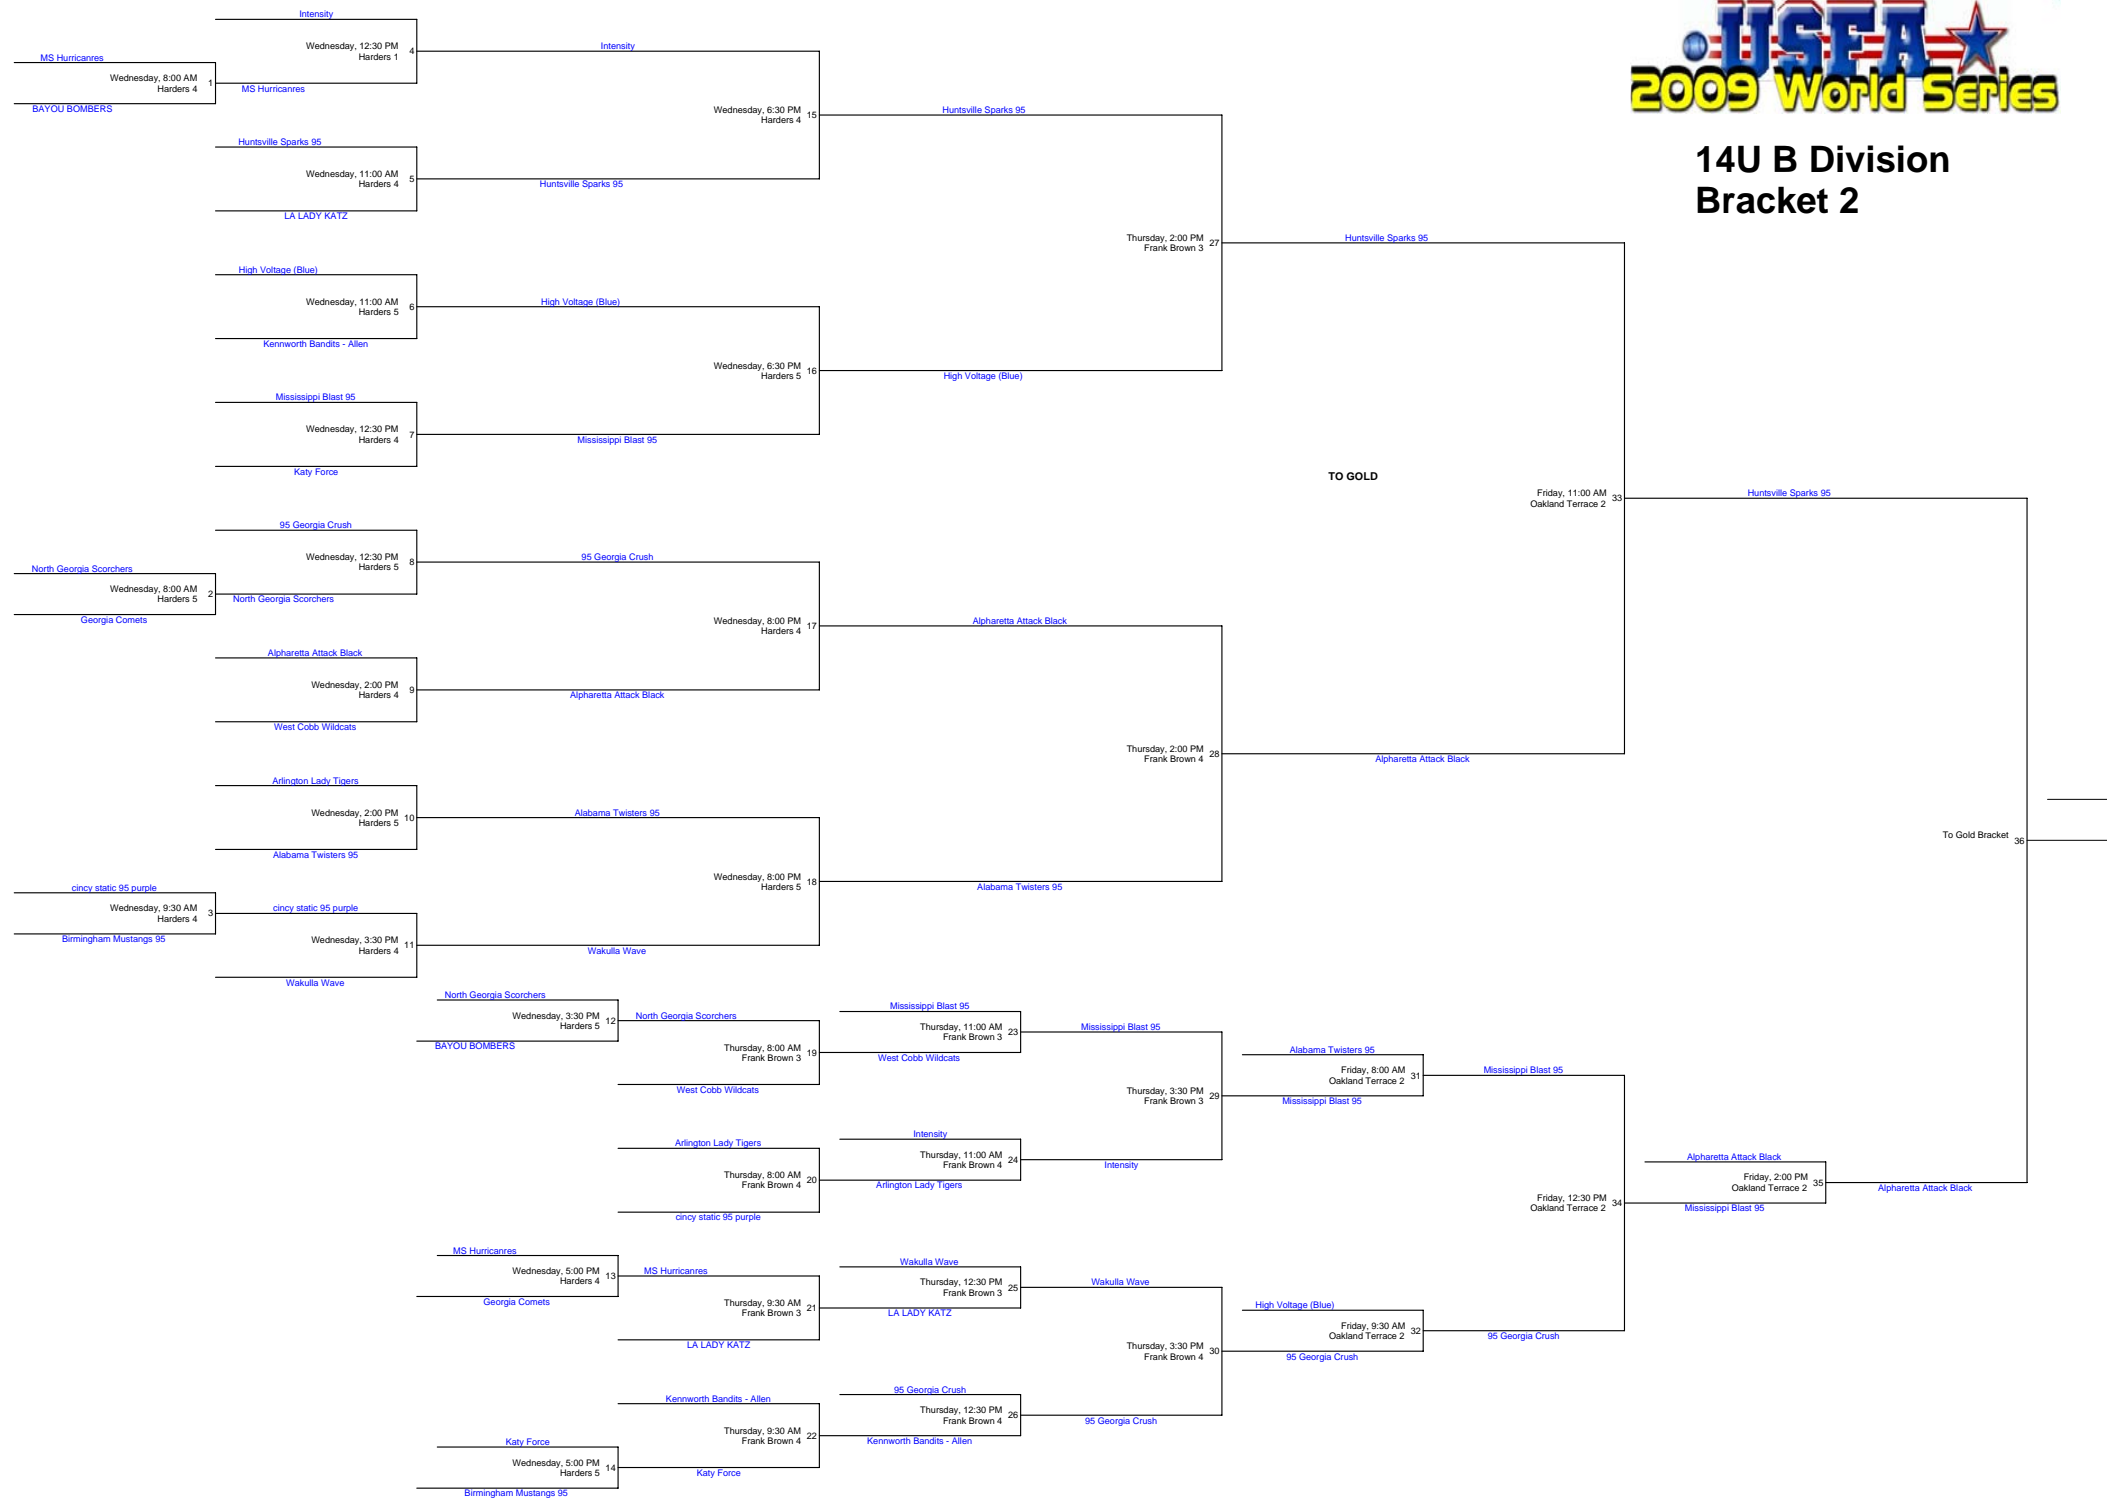 USFA
2009 World Series
14U B Division
Bracket 2
Intensity
Wednesday, 12:30 PM
Harders 1
4
MS Hurricanres
Wednesday, 8:00 AM
Harders 4
1
MS Hurricanres
BAYOU BOMBERS
Intensity
Wednesday, 6:30 PM
Harders 4
15
Huntsville Sparks 95
Huntsville Sparks 95
Wednesday, 11:00 AM
Harders 4
5
Huntsville Sparks 95
LA LADY KATZ
Thursday, 2:00 PM
Frank Brown 3
27
Huntsville Sparks 95
High Voltage (Blue)
Wednesday, 11:00 AM
Harders 5
6
High Voltage (Blue)
Kennworth Bandits - Allen
Wednesday, 6:30 PM
Harders 5
16
High Voltage (Blue)
Mississippi Blast 95
Wednesday, 12:30 PM
Harders 4
7
Mississippi Blast 95
Katy Force
TO GOLD
Friday, 11:00 AM
Oakland Terrace 2
33
Huntsville Sparks 95
95 Georgia Crush
Wednesday, 12:30 PM
Harders 5
8
95 Georgia Crush
North Georgia Scorchers
Wednesday, 8:00 AM
Harders 5
2
North Georgia Scorchers
Georgia Comets
Wednesday, 8:00 PM
Harders 4
17
Alpharetta Attack Black
Alpharetta Attack Black
Wednesday, 2:00 PM
Harders 4
9
Alpharetta Attack Black
West Cobb Wildcats
Thursday, 2:00 PM
Frank Brown 4
28
Alpharetta Attack Black
Arlington Lady Tigers
Wednesday, 2:00 PM
Harders 5
10
Alabama Twisters 95
Alabama Twisters 95
Wednesday, 8:00 PM
Harders 5
18
Alabama Twisters 95
cincy static 95 purple
Wednesday, 9:30 AM
Harders 4
3
cincy static 95 purple
Birmingham Mustangs 95
Wednesday, 3:30 PM
Harders 4
11
Wakulla Wave
Wakulla Wave
To Gold Bracket
36
North Georgia Scorchers
Wednesday, 3:30 PM
Harders 5
12
North Georgia Scorchers
BAYOU BOMBERS
Thursday, 8:00 AM
Frank Brown 3
19
West Cobb Wildcats
Mississippi Blast 95
Thursday, 11:00 AM
Frank Brown 3
23
West Cobb Wildcats
Mississippi Blast 95
Thursday, 3:30 PM
Frank Brown 3
29
Mississippi Blast 95
Alabama Twisters 95
Friday, 8:00 AM
Oakland Terrace 2
31
Mississippi Blast 95
Arlington Lady Tigers
Thursday, 8:00 AM
Frank Brown 4
20
cincy static 95 purple
Intensity
Thursday, 11:00 AM
Frank Brown 4
24
Arlington Lady Tigers
Intensity
Friday, 12:30 PM
Oakland Terrace 2
34
Alpharetta Attack Black
Friday, 2:00 PM
Oakland Terrace 2
35
Alpharetta Attack Black
Mississippi Blast 95
MS Hurricanres
Wednesday, 5:00 PM
Harders 4
13
MS Hurricanres
Georgia Comets
Thursday, 9:30 AM
Frank Brown 3
21
LA LADY KATZ
Wakulla Wave
Thursday, 12:30 PM
Frank Brown 3
25
LA LADY KATZ
Wakulla Wave
Thursday, 3:30 PM
Frank Brown 4
30
95 Georgia Crush
High Voltage (Blue)
Friday, 9:30 AM
Oakland Terrace 2
32
95 Georgia Crush
Kennworth Bandits - Allen
Thursday, 9:30 AM
Frank Brown 4
22
Katy Force
95 Georgia Crush
Thursday, 12:30 PM
Frank Brown 4
26
Kennworth Bandits - Allen
95 Georgia Crush
Katy Force
Wednesday, 5:00 PM
Harders 5
14
Birmingham Mustangs 95